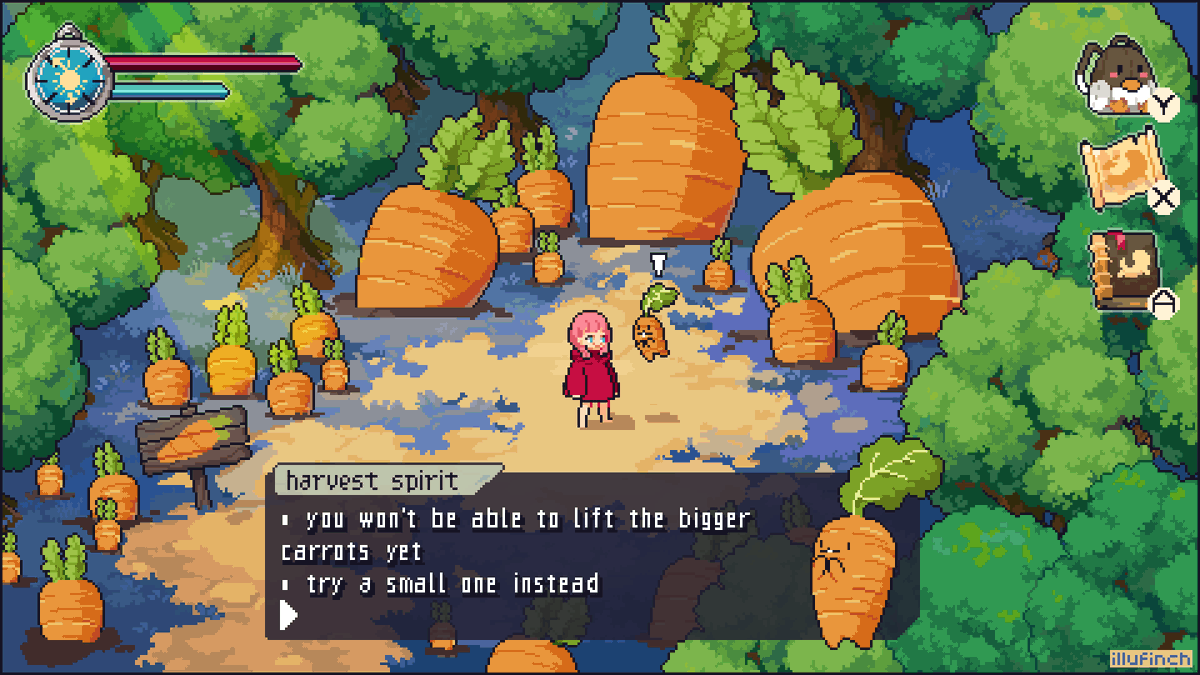 Y
X
A
harvest spirit
▪ you won't be able to lift the bigger
carrots yet
▪ try a small one instead
illufinch